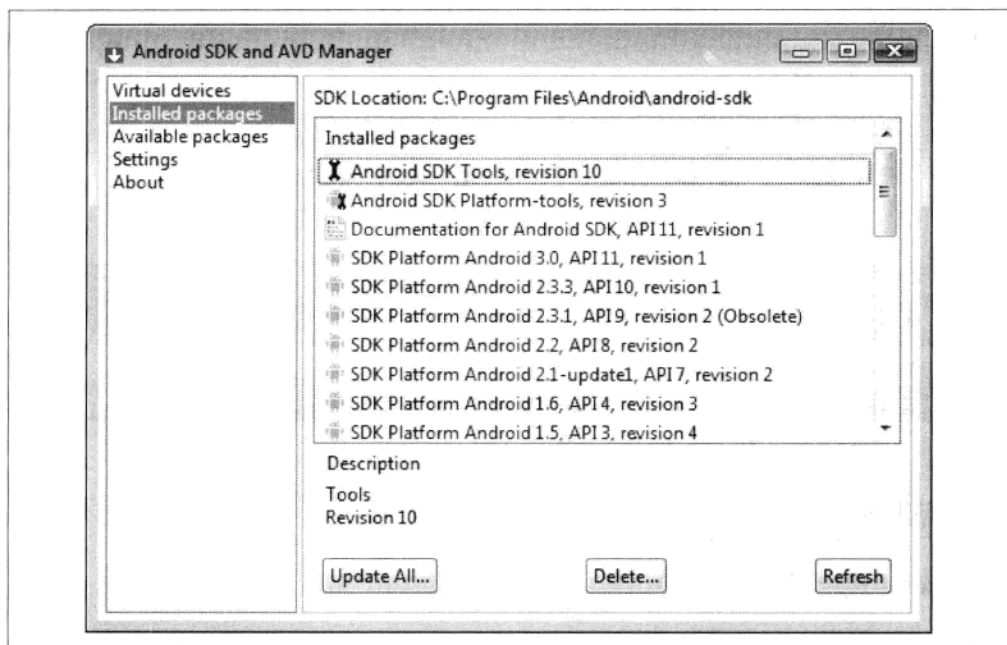 Android SDK and AVD Manager
Virtual devices
Installed packages
Available packages
Settings
About
SDK Location: C:\Program Files\Android\android-sdk
Installed packages
Android SDK Tools, revision 10
Android SDK Platform-tools, revision 3
Documentation for Android SDK, API 11, revision 1
SDK Platform Android 3.0, API 11, revision 1
SDK Platform Android 2.3.3, API 10, revision 1
SDK Platform Android 2.3.1, API 9, revision 2 (Obsolete)
SDK Platform Android 2.2, API 8, revision 2
SDK Platform Android 2.1-update1, API 7, revision 2
SDK Platform Android 1.6, API 4, revision 3
SDK Platform Android 1.5, API 3, revision 4
Description
Tools
Revision 10
Update All...
Delete...
Refresh